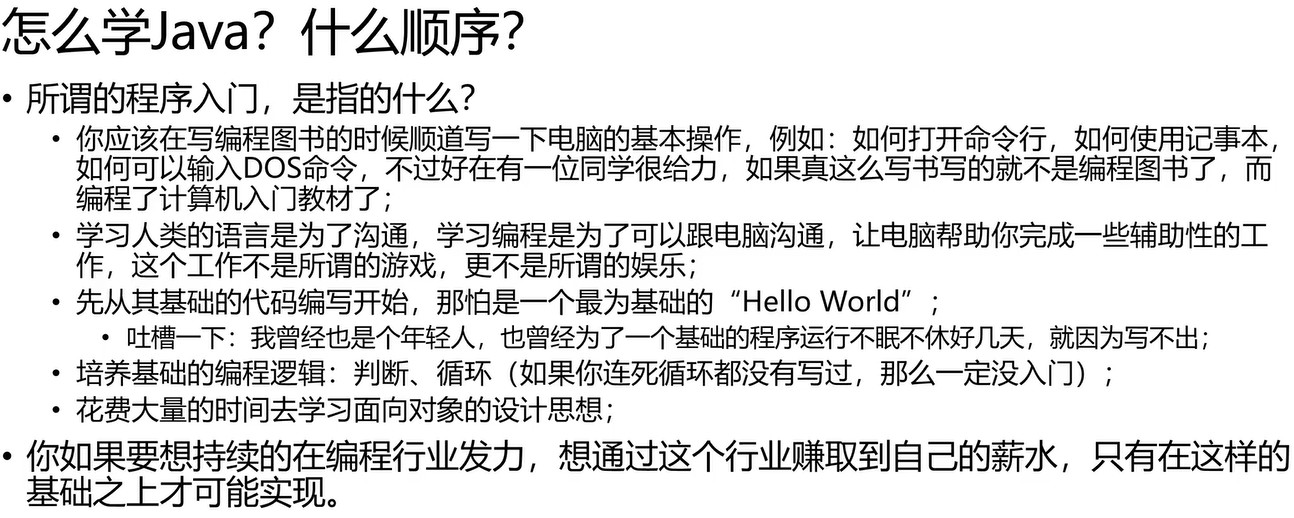 怎么学Java？什么顺序？
• 所谓的程序入门，是指的什么？
• 你应该在写编程图书的时候顺道写一下电脑的基本操作，例如：如何打开命令行，如何使用记事本，
如何可以输入DOS命令，不过好在有一位同学很给力，如果真这么写书写的就不是编程图书了，而
编程了计算机入门教材了；
• 学习人类的语言是为了沟通，学习编程是为了可以跟电脑沟通，让电脑帮助你完成一些辅助性的工
作，这个工作不是所谓的游戏，更不是所谓的娱乐；
• 先从其基础的代码编写开始，那怕是一个最为基础的“Hello World”；
• 吐槽一下：我曾经也是个年轻人，也曾经为了一个基础的程序运行不眠不休好几天，就因为写不出；
• 培养基础的编程逻辑：判断、循环（如果你连死循环都没有写过，那么一定没入门）；
• 花费大量的时间去学习面向对象的设计思想；
• 你如果要想持续的在编程行业发力，想通过这个行业赚取到自己的薪水，只有在这样的
基础之上才可能实现。